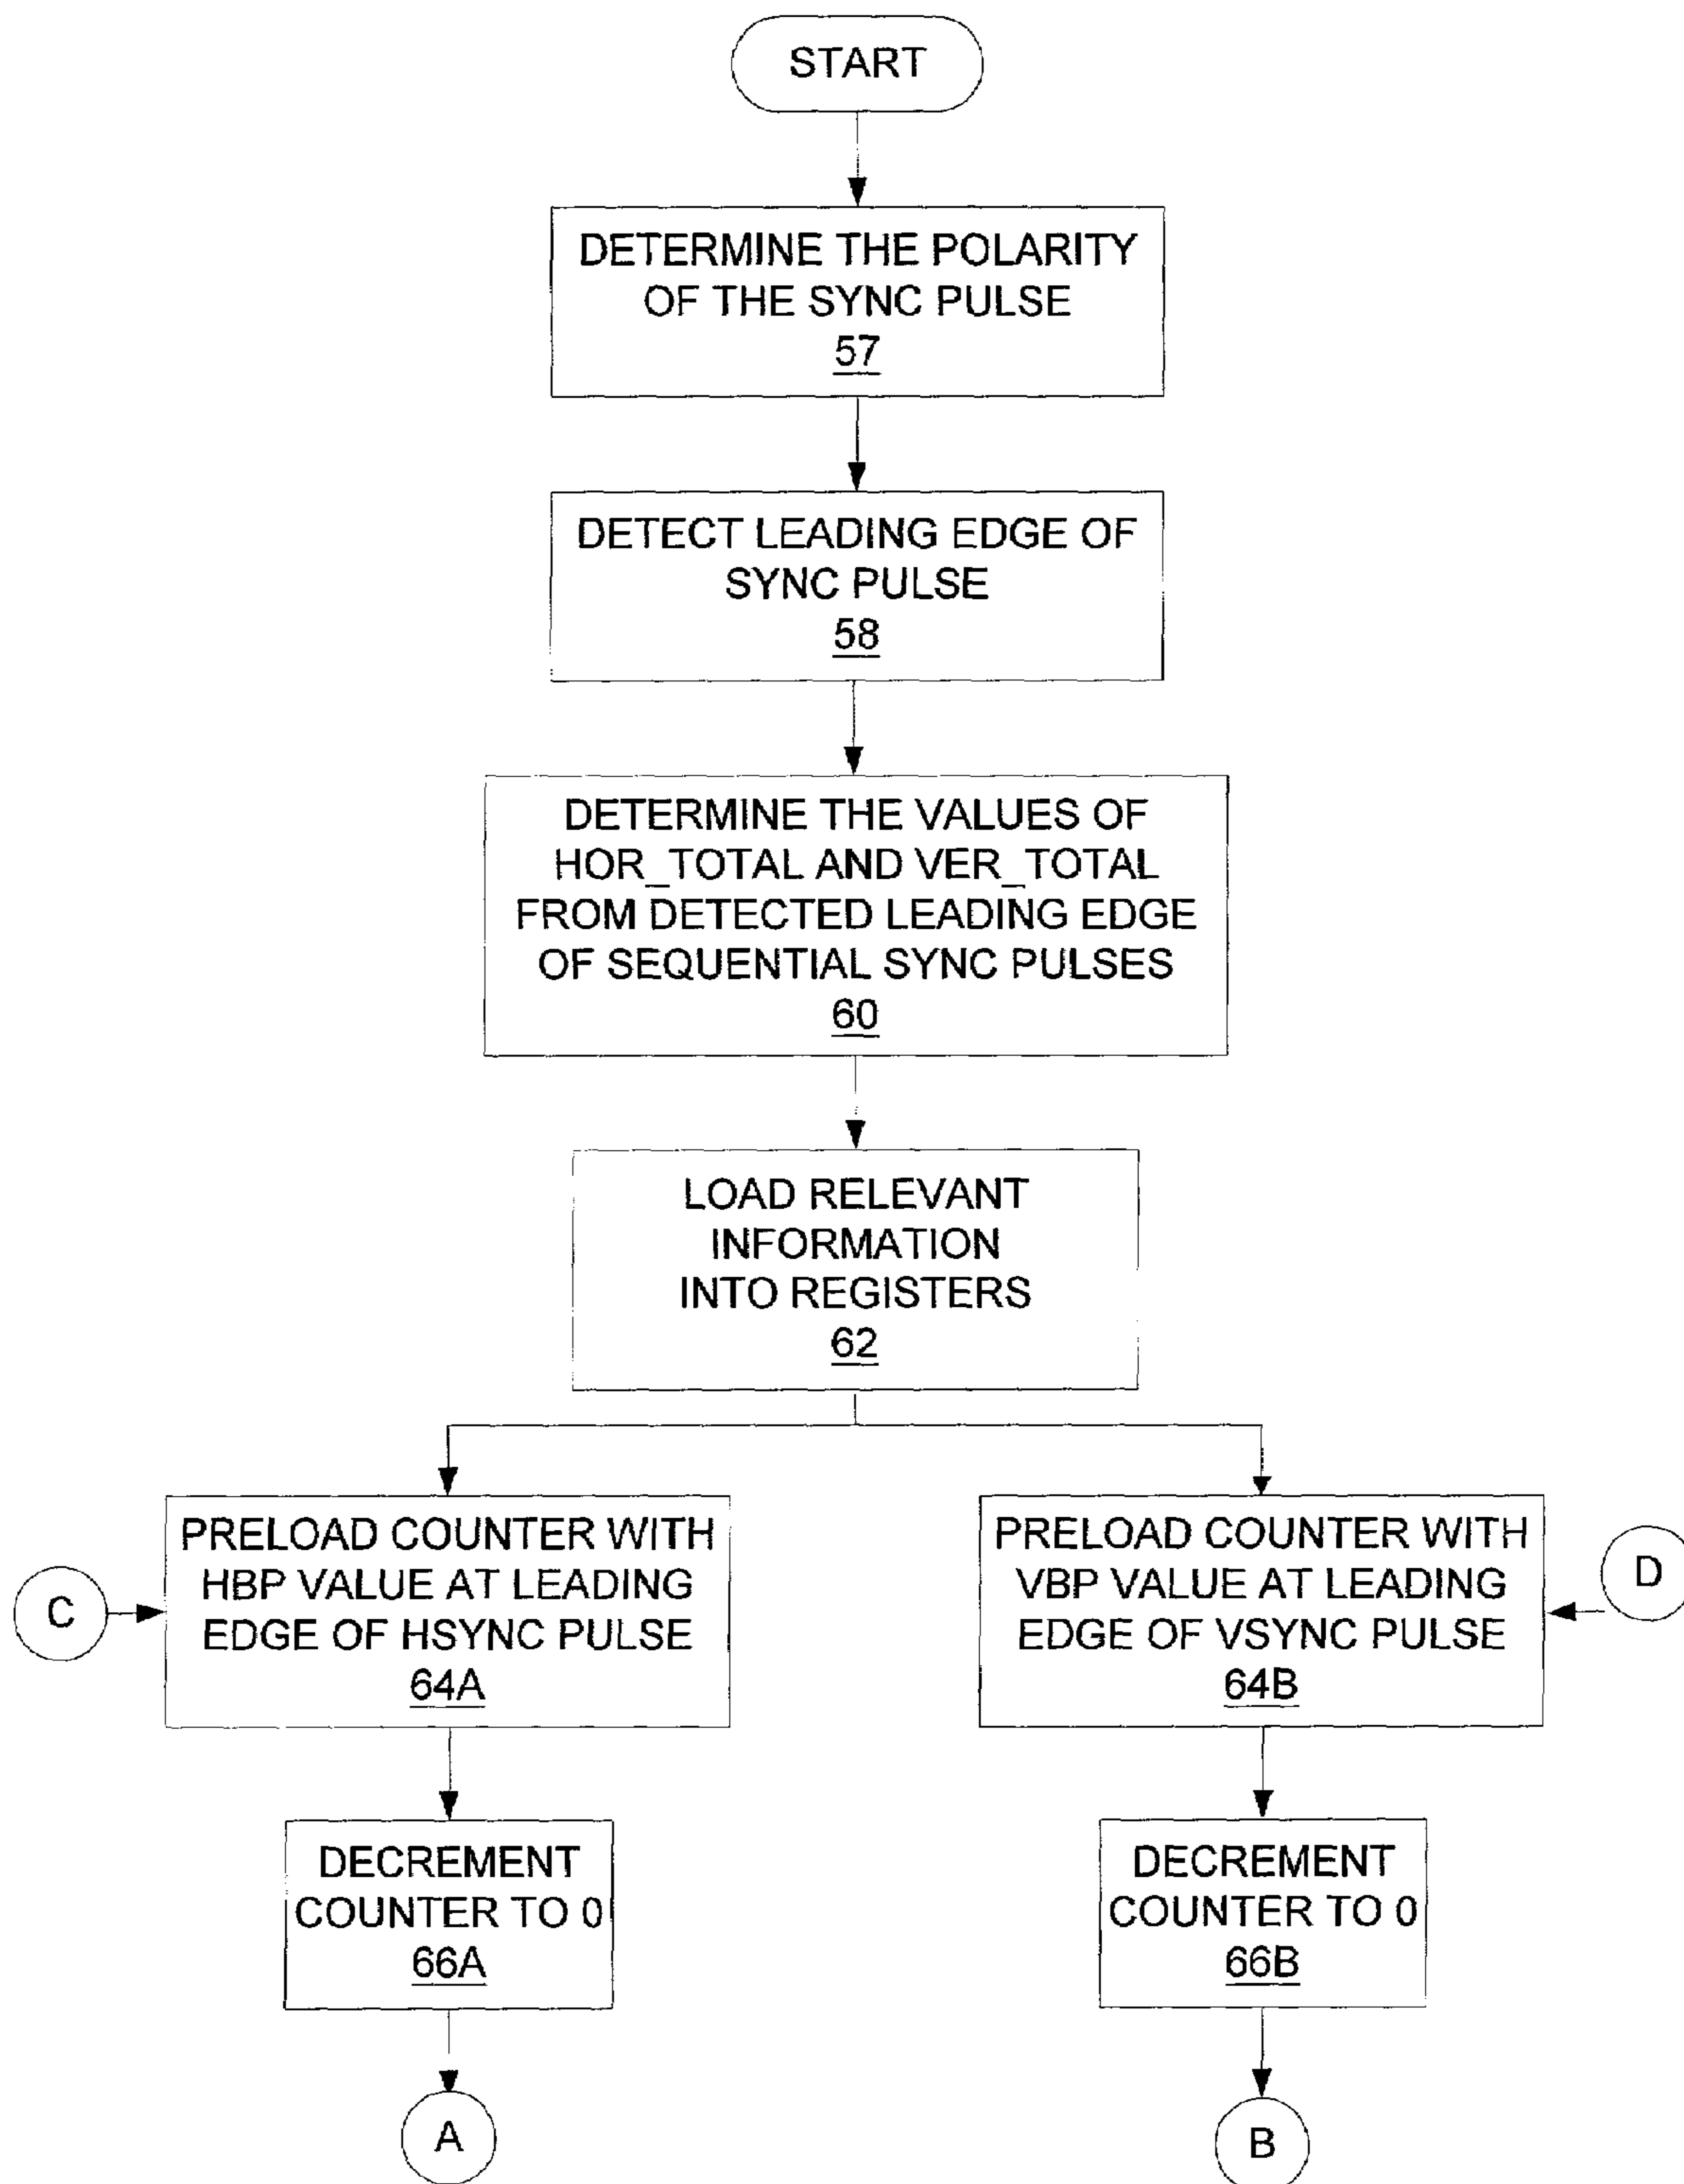 START
DETERMINE THE POLARITY
OF THE SYNC PULSE
57
DETECT LEADING EDGE OF
SYNC PULSE
58
DETERMINE THE VALUES OF
HOR_TOTAL AND VER_TOTAL
FROM DETECTED LEADING EDGE
OF SEQUENTIAL SYNC PULSES
60
LOAD RELEVANT
INFORMATION
INTO REGISTERS
62
C
PRELOAD COUNTER WITH
HBP VALUE AT LEADING
EDGE OF HSYNC PULSE
64A
PRELOAD COUNTER WITH
VBP VALUE AT LEADING
EDGE OF VSYNC PULSE
64B
D
DECREMENT
COUNTER TO 0
66A
DECREMENT
COUNTER TO 0
66B
A
B